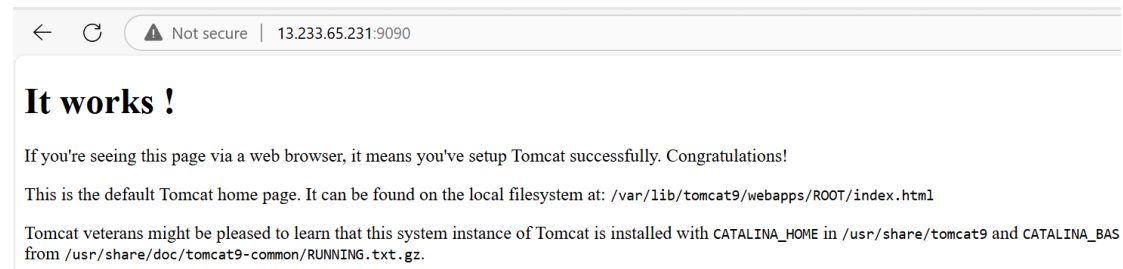 Not secure | 13.233.65.231:9090
It works !
If you're seeing this page via a web browser, it means you've setup Tomcat successfully. Congratulations!
This is the default Tomcat home page. It can be found on the local filesystem at: /var/lib/tomcat9/webapps/ROOT/index.html
Tomcat veterans might be pleased to learn that this system instance of Tomcat is installed with CATALINA_HOME in /usr/share/tomcat9 and CATALINA_BAS
from /usr/share/doc/tomcat9-common/RUNNING.txt.gz.